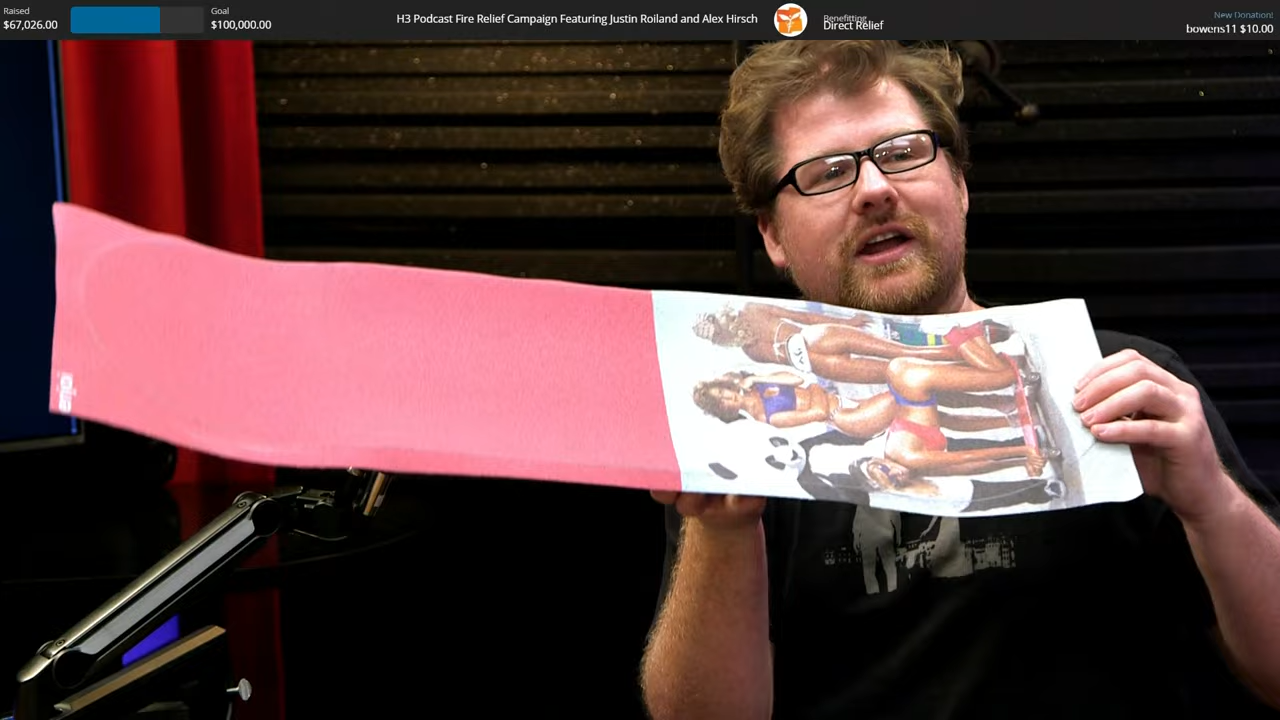 Raised
$67,026.00
Goal
$100,000.00
H3 Podcast Fire Relief Campaign Featuring Justin Roiland and Alex Hirsch
Benefitting
Direct Relief
New Donation!
bowens11 $10.00